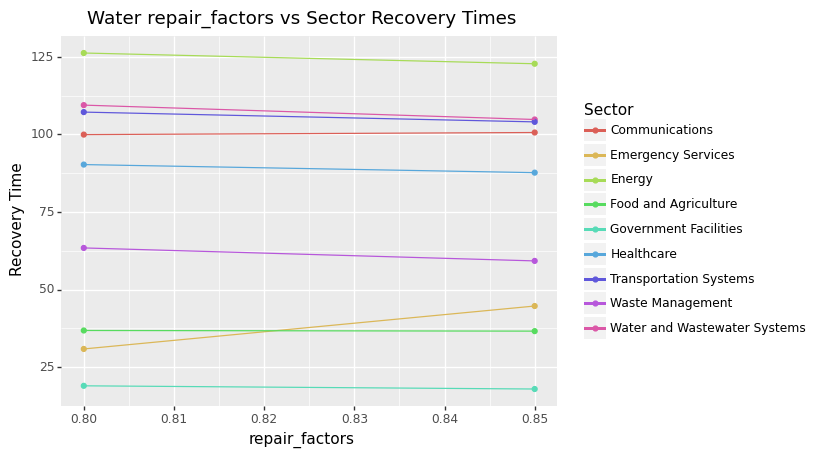 Water repair_factors vs Sector Recovery Times
125
100
75
50
25
Recovery Time
0.80 0.81 0.82 0.83 0.84 0.85
repair_factors
Sector
Communications
Emergency Services
Energy
Food and Agriculture
Government Facilities
Healthcare
Transportation Systems
Waste Management
Water and Wastewater Systems